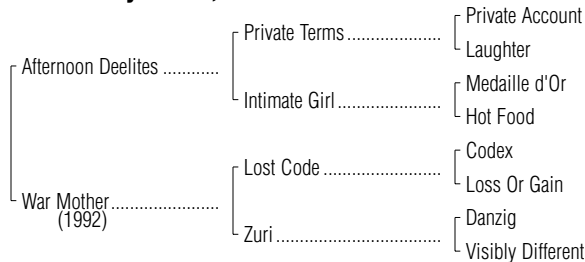 Private Account
Private Terms
Laughter
Afternoon Deelites
Medaille d'Or
Intimate Girl
Hot Food
Codex
Lost Code
Loss Or Gain
War Mother
(1992)
Danzig
Zuri
Visibly Different